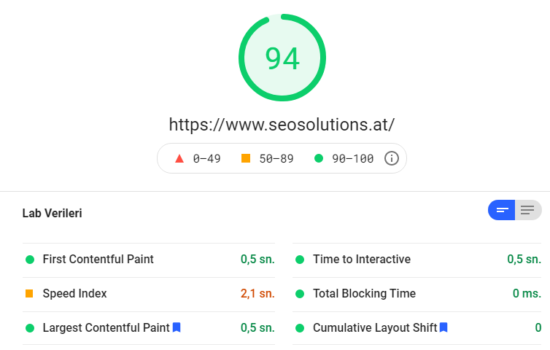 94
https://www.seosolutions.at/
0–49 50–89 90–100
Lab Verileri
First Contentful Paint 0,5 sn. Time to Interactive 0,5 sn.
Speed Index 2,1 sn. Total Blocking Time 0 ms.
Largest Contentful Paint 0,5 sn. Cumulative Layout Shift 0